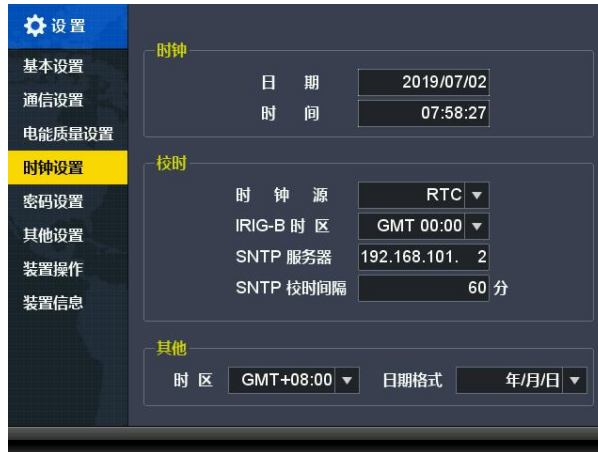 设置
基本设置
通信设置
电能质量设置
时钟设置
密码设置
其他设置
装置操作
装置信息
时钟
日 期 2019/07/02
时 间 07:58:27
校时
时 钟 源 RTC
IRIG-B 时 区 GMT 00:00
SNTP 服务器 192.168.101. 2
SNTP 校时间隔 60 分
其他
时 区 GMT+08:00 日期格式 年/月/日